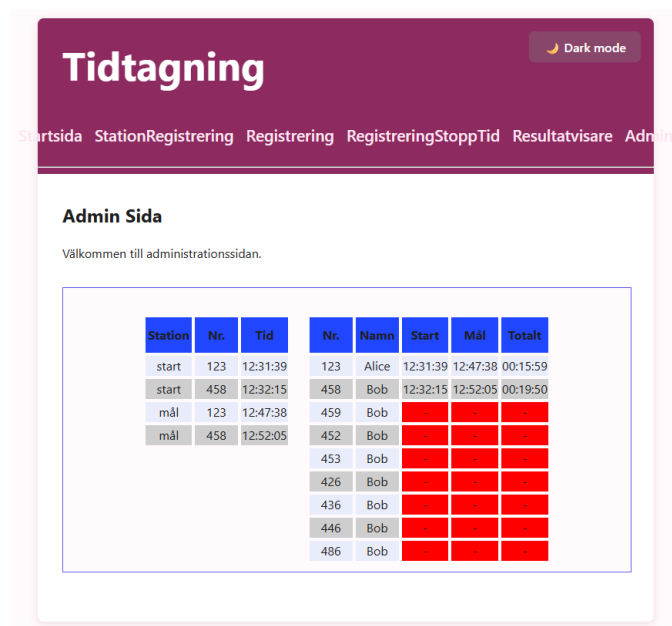 🌙 Dark mode
Tidtagning
Startsida StationRegistrering Registrering RegistreringStoppTid Resultatvisare Admin
Admin Sida
Välkommen till administrationssidan.
Station Nr. Tid
start 123 12:31:39
start 458 12:32:15
mål 123 12:47:38
mål 458 12:52:05
Nr. Namn Start Mål Totalt
123 Alice 12:31:39 12:47:38 00:15:59
458 Bob 12:32:15 12:52:05 00:19:50
459 Bob - - -
452 Bob - - -
453 Bob - - -
426 Bob - - -
436 Bob - - -
446 Bob - - -
486 Bob - - -